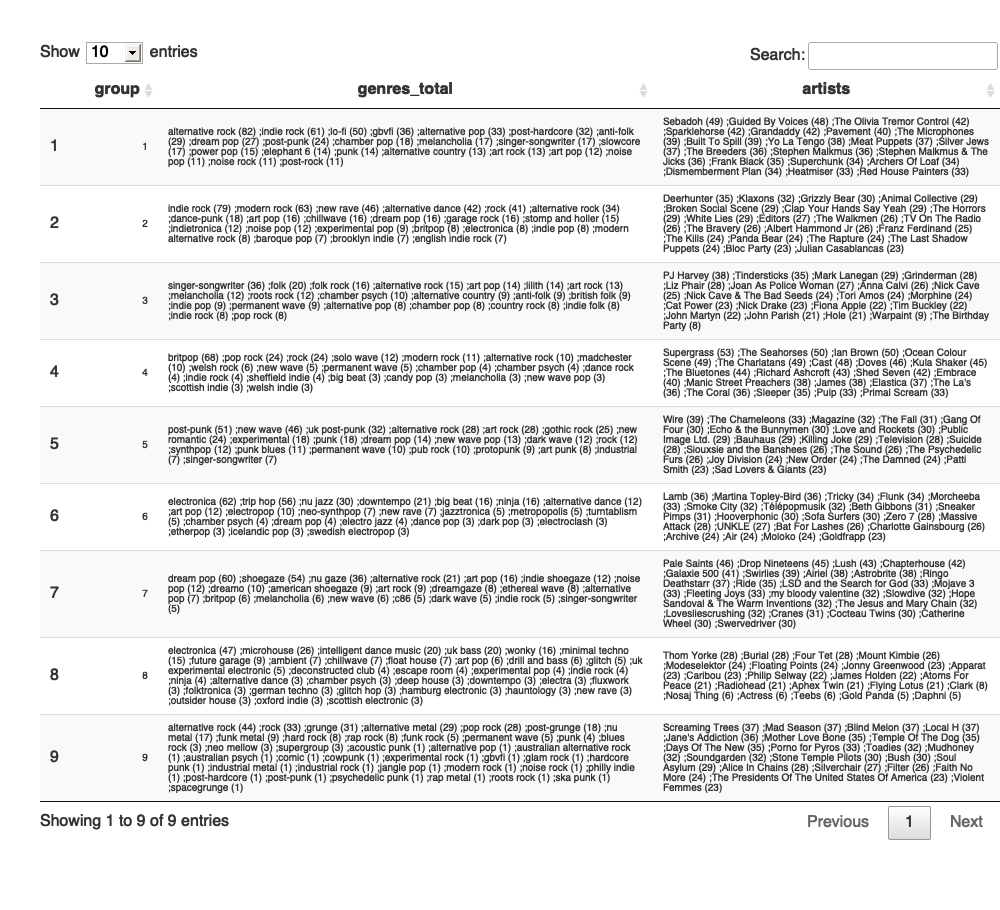 Show 10 entries
Search:
group genres_total artists
1 1
alternative rock (82) ;indie rock (61) ;lo-fi (50) ;gbvfi (36) ;alternative pop (33) ;post-hardcore (32) ;anti-folk
(29) ;dream pop (27) ;post-punk (24) ;chamber pop (18) ;melancholia (17) ;singer-songwriter (17) ;slowcore
(17) ;power pop (15) ;elephant 6 (14) ;punk (14) ;alternative country (13) ;art rock (13) ;art pop (12) ;noise
pop (11) ;noise rock (11) ;post-rock (11)
Sebadoh (49) ;Guided By Voices (48) ;The Olivia Tremor Control (42)
;Sparklehorse (42) ;Grandaddy (42) ;Pavement (40) ;The Microphones
(39) ;Built To Spill (39) ;Yo La Tengo (38) ;Meat Puppets (37) ;Silver Jews
(37) ;The Breeders (36) ;Stephen Malkmus (36) ;Stephen Malkmus & The
Jicks (36) ;Frank Black (35) ;Superchunk (34) ;Archers Of Loaf (34)
;Dismemberment Plan (34) ;Heatmiser (33) ;Red House Painters (33)
2 2
indie rock (79) ;modern rock (63) ;new rave (46) ;alternative dance (42) ;rock (41) ;alternative rock (34)
;dance-punk (18) ;art pop (16) ;chillwave (16) ;dream pop (16) ;garage rock (16) ;stomp and holler (15)
;indietronica (12) ;noise pop (12) ;experimental pop (9) ;britpop (8) ;electronica (8) ;indie pop (8) ;modern
alternative rock (8) ;baroque pop (7) ;brooklyn indie (7) ;english indie rock (7)
Deerhunter (35) ;Klaxons (32) ;Grizzly Bear (30) ;Animal Collective (29)
;Broken Social Scene (29) ;Clap Your Hands Say Yeah (29) ;The Horrors
(29) ;White Lies (29) ;Editors (27) ;The Walkmen (26) ;TV On The Radio
(26) ;The Bravery (26) ;Albert Hammond Jr (26) ;Franz Ferdinand (25)
;The Kills (24) ;Panda Bear (24) ;The Rapture (24) ;The Last Shadow
Puppets (24) ;Bloc Party (23) ;Julian Casablancas (23)
3 3
singer-songwriter (36) ;folk (20) ;folk rock (16) ;alternative rock (15) ;art pop (14) ;lilith (14) ;art rock (13)
;melancholia (12) ;roots rock (12) ;chamber psych (10) ;alternative country (9) ;anti-folk (9) ;british folk (9)
;indie pop (9) ;permanent wave (9) ;alternative pop (8) ;chamber pop (8) ;country rock (8) ;indie folk (8)
;indie rock (8) ;pop rock (8)
PJ Harvey (38) ;Tindersticks (35) ;Mark Lanegan (29) ;Grinderman (28)
;Liz Phair (28) ;Joan As Police Woman (27) ;Anna Calvi (26) ;Nick Cave
(25) ;Nick Cave & The Bad Seeds (24) ;Tori Amos (24) ;Morphine (24)
;Cat Power (23) ;Nick Drake (23) ;Fiona Apple (22) ;Tim Buckley (22)
;John Martyn (22) ;John Parish (21) ;Hole (21) ;Warpaint (9) ;The Birthday
Party (8)
4 4
britpop (68) ;pop rock (24) ;rock (24) ;solo wave (12) ;modern rock (11) ;alternative rock (10) ;madchester
(10) ;welsh rock (6) ;new wave (5) ;permanent wave (5) ;chamber pop (4) ;chamber psych (4) ;dance rock
(4) ;indie rock (4) ;sheffield indie (4) ;big beat (3) ;candy pop (3) ;melancholia (3) ;new wave pop (3)
;scottish indie (3) ;welsh indie (3)
Supergrass (53) ;The Seahorses (50) ;Ian Brown (50) ;Ocean Colour
Scene (49) ;The Charlatans (49) ;Cast (48) ;Doves (46) ;Kula Shaker (45)
;The Bluetones (44) ;Richard Ashcroft (43) ;Shed Seven (42) ;Embrace
(40) ;Manic Street Preachers (38) ;James (38) ;Elastica (37) ;The La's
(36) ;The Coral (36) ;Sleeper (35) ;Pulp (33) ;Primal Scream (33)
5 5
post-punk (51) ;new wave (46) ;uk post-punk (32) ;alternative rock (28) ;art rock (28) ;gothic rock (25) ;new
romantic (24) ;experimental (18) ;punk (18) ;dream pop (14) ;new wave pop (13) ;dark wave (12) ;rock (12)
;synthpop (12) ;punk blues (11) ;permanent wave (10) ;pub rock (10) ;protopunk (9) ;art punk (8) ;industrial
(7) ;singer-songwriter (7)
Wire (39) ;The Chameleons (33) ;Magazine (32) ;The Fall (31) ;Gang Of
Four (30) ;Echo & the Bunnymen (30) ;Love and Rockets (30) ;Public
Image Ltd. (29) ;Bauhaus (29) ;Killing Joke (29) ;Television (28) ;Suicide
(28) ;Siouxsie and the Banshees (26) ;The Sound (26) ;The Psychedelic
Furs (26) ;Joy Division (24) ;New Order (24) ;The Damned (24) ;Patti
Smith (23) ;Sad Lovers & Giants (23)
6 6
electronica (62) ;trip hop (56) ;nu jazz (30) ;downtempo (21) ;big beat (16) ;ninja (16) ;alternative dance (12)
;art pop (12) ;electropop (10) ;neo-synthpop (7) ;new rave (7) ;jazztronica (5) ;metropopolis (5) ;turntablism
(5) ;chamber psych (4) ;dream pop (4) ;electro jazz (4) ;dance pop (3) ;dark pop (3) ;electroclash (3)
;etherpop (3) ;icelandic pop (3) ;swedish electropop (3)
Lamb (36) ;Martina Topley-Bird (36) ;Tricky (34) ;Flunk (34) ;Morcheeba
(33) ;Smoke City (32) ;Télépopmusik (32) ;Beth Gibbons (31) ;Sneaker
Pimps (31) ;Hooverphonic (30) ;Sofa Surfers (30) ;Zero 7 (28) ;Massive
Attack (28) ;UNKLE (27) ;Bat For Lashes (26) ;Charlotte Gainsbourg (26)
;Archive (24) ;Air (24) ;Moloko (24) ;Goldfrapp (23)
7 7
dream pop (60) ;shoegaze (54) ;nu gaze (36) ;alternative rock (21) ;art pop (16) ;indie shoegaze (12) ;noise
pop (12) ;dreamo (10) ;american shoegaze (9) ;art rock (9) ;dreamgaze (8) ;ethereal wave (8) ;alternative
pop (7) ;britpop (6) ;melancholia (6) ;new wave (6) ;c86 (5) ;dark wave (5) ;indie rock (5) ;singer-songwriter
(5)
Pale Saints (46) ;Drop Nineteens (45) ;Lush (43) ;Chapterhouse (42)
;Galaxie 500 (41) ;Swirlies (39) ;Airiel (38) ;Astrobrite (38) ;Ringo
Deathstarr (37) ;Ride (35) ;LSD and the Search for God (33) ;Mojave 3
(33) ;Fleeting Joys (33) ;my bloody valentine (32) ;Slowdive (32) ;Hope
Sandoval & The Warm Inventions (32) ;The Jesus and Mary Chain (32)
;Lovesliescrushing (32) ;Cranes (31) ;Cocteau Twins (30) ;Catherine
Wheel (30) ;Swervedriver (30)
8 8
electronica (47) ;microhouse (26) ;intelligent dance music (20) ;uk bass (20) ;wonky (16) ;minimal techno
(15) ;future garage (9) ;ambient (7) ;chillwave (7) ;float house (7) ;art pop (6) ;drill and bass (6) ;glitch (5) ;uk
experimental electronic (5) ;deconstructed club (4) ;escape room (4) ;experimental pop (4) ;indie rock (4)
;ninja (4) ;alternative dance (3) ;chamber psych (3) ;deep house (3) ;downtempo (3) ;electra (3) ;fluxwork
(3) ;folktronica (3) ;german techno (3) ;glitch hop (3) ;hamburg electronic (3) ;hauntology (3) ;new rave (3)
;outsider house (3) ;oxford indie (3) ;scottish electronic (3)
Thom Yorke (28) ;Burial (28) ;Four Tet (28) ;Mount Kimbie (26)
;Modeselektor (24) ;Floating Points (24) ;Jonny Greenwood (23) ;Apparat
(23) ;Caribou (23) ;Philip Selway (22) ;James Holden (22) ;Atoms For
Peace (21) ;Radiohead (21) ;Aphex Twin (21) ;Flying Lotus (21) ;Clark (8)
;Nosaj Thing (6) ;Actress (6) ;Teebs (6) ;Gold Panda (5) ;Daphni (5)
9 9
alternative rock (44) ;rock (33) ;grunge (31) ;alternative metal (29) ;pop rock (28) ;post-grunge (18) ;nu
metal (17) ;funk metal (9) ;hard rock (8) ;rap rock (8) ;funk rock (5) ;permanent wave (5) ;punk (4) ;blues
rock (3) ;neo mellow (3) ;supergroup (3) ;acoustic punk (1) ;alternative pop (1) ;australian alternative rock
(1) ;australian psych (1) ;comic (1) ;cowpunk (1) ;experimental rock (1) ;gbvfi (1) ;glam rock (1) ;hardcore
punk (1) ;industrial metal (1) ;industrial rock (1) ;jangle pop (1) ;modern rock (1) ;noise rock (1) ;philly indie
(1) ;post-hardcore (1) ;post-punk (1) ;psychedelic punk (1) ;rap metal (1) ;roots rock (1) ;ska punk (1)
;spacegrunge (1)
Screaming Trees (37) ;Mad Season (37) ;Blind Melon (37) ;Local H (37)
;Jane's Addiction (36) ;Mother Love Bone (35) ;Temple Of The Dog (35)
;Days Of The New (35) ;Porno for Pyros (33) ;Toadies (32) ;Mudhoney
(32) ;Soundgarden (32) ;Stone Temple Pilots (30) ;Bush (30) ;Soul
Asylum (29) ;Alice In Chains (28) ;Silverchair (27) ;Filter (26) ;Faith No
More (24) ;The Presidents Of The United States Of America (23) ;Violent
Femmes (23)
Showing 1 to 9 of 9 entries
Previous 1 Next